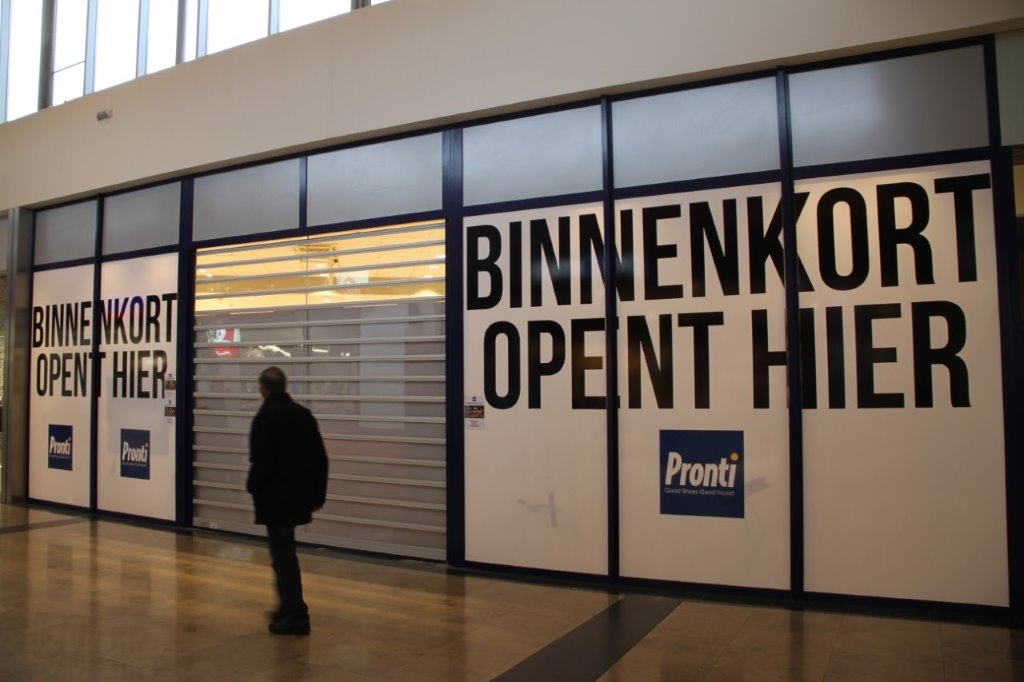 BINNENKORT
OPENT HIER
Pronti
Pronti
BINNENKORT
OPENT HIER
Pronti
Good Shoes Good Mood